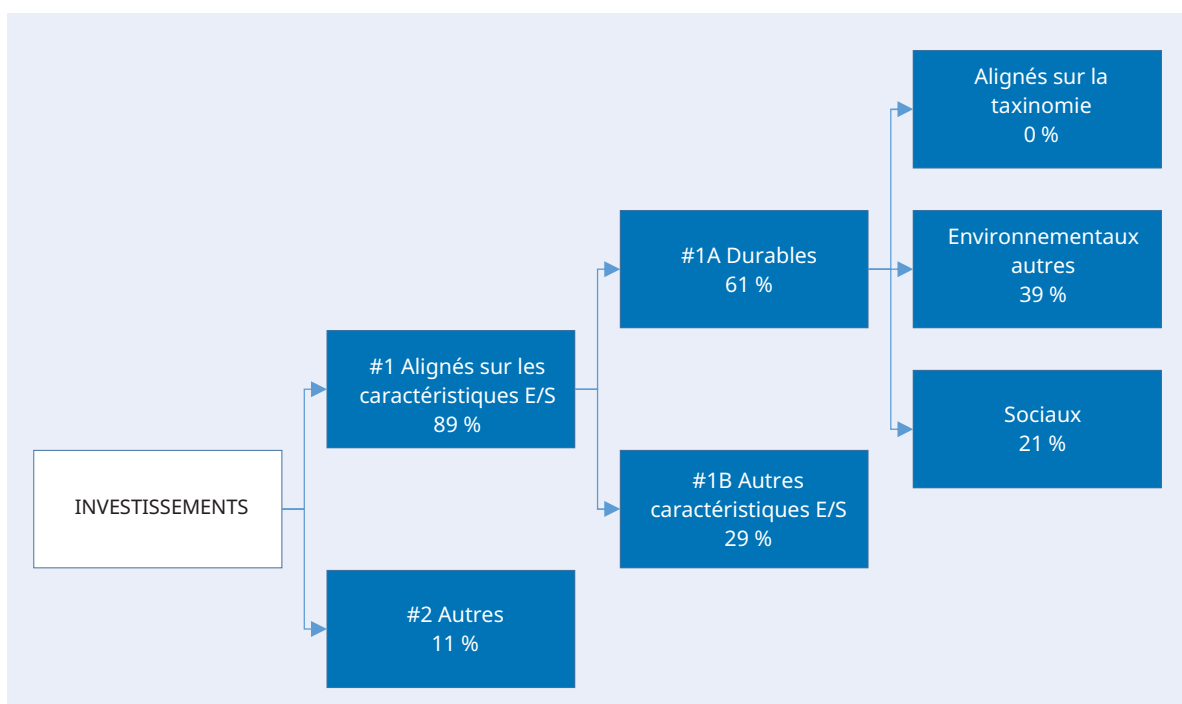 INVESTISSEMENTS
#1 Alignés sur les
caractéristiques E/S
89 %
#2 Autres
11 %
#1A Durables
61 %
#1B Autres
caractéristiques E/S
29 %
Alignés sur la
taxinomie
0 %
Environnementaux
autres
39 %
Sociaux
21 %